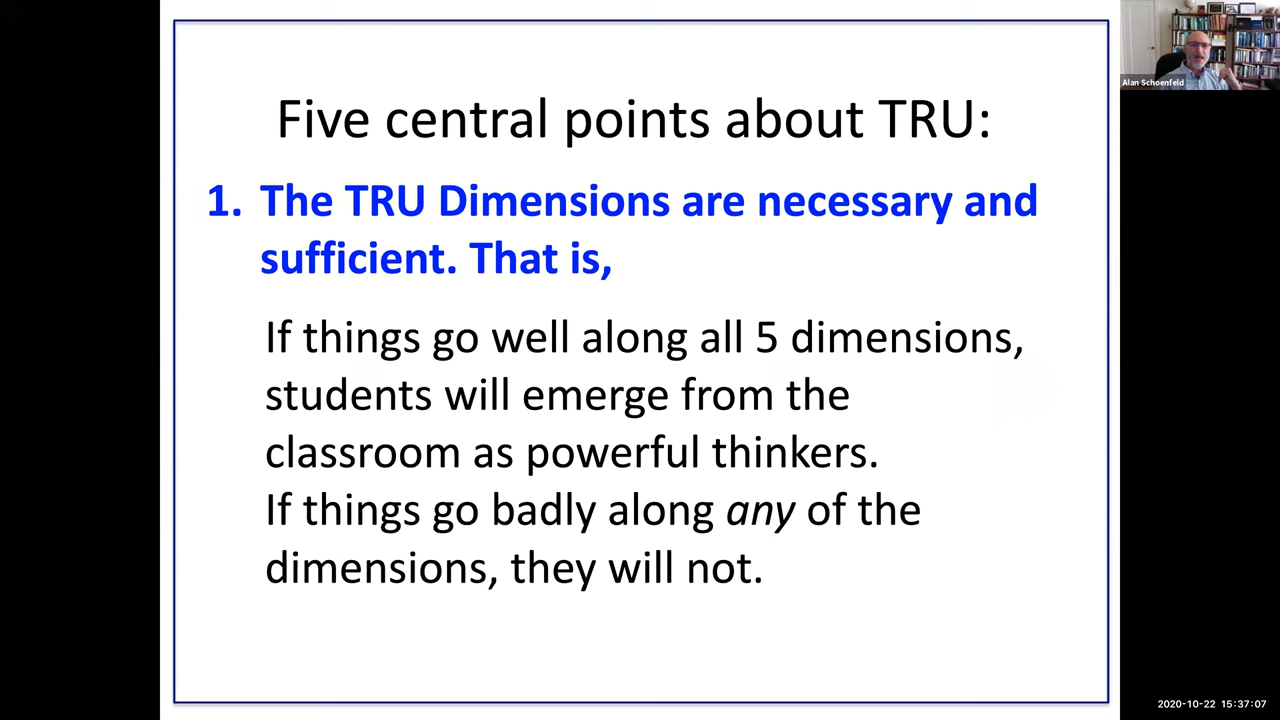 Five central points about TRU:
1. The TRU Dimensions are necessary and
sufficient. That is,
If things go well along all 5 dimensions,
students will emerge from the
classroom as powerful thinkers.
If things go badly along any of the
dimensions, they will not.
Alan Schoenfeld
2020-10-22 15:37:07